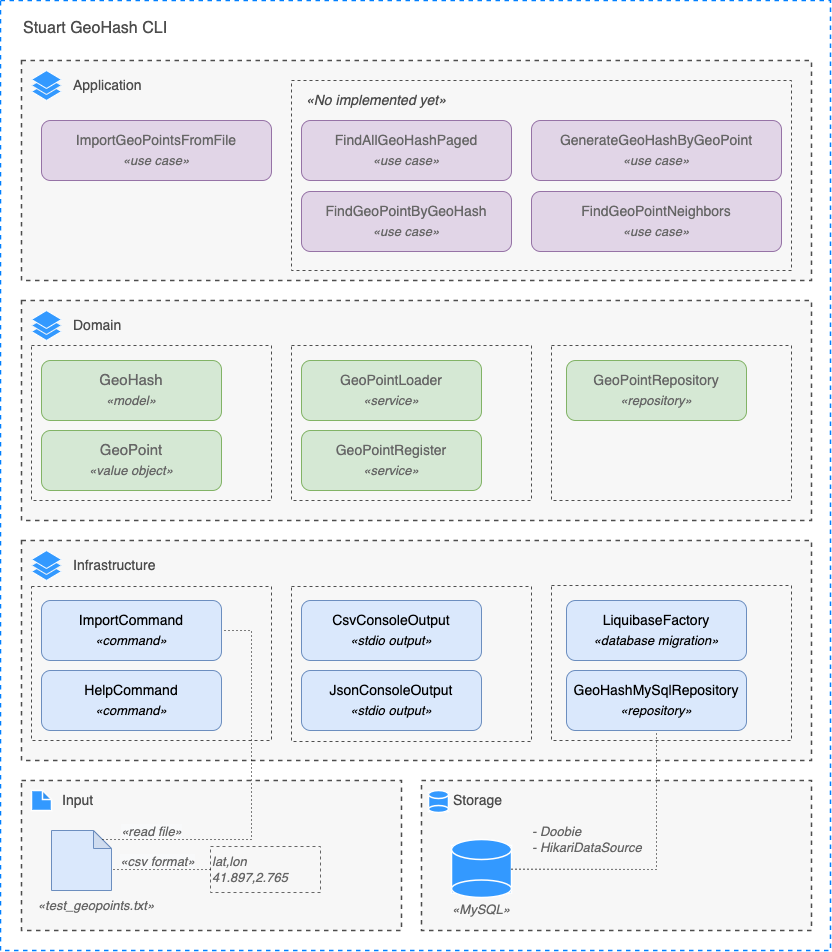 Stuart GeoHash CLI
Application
«No implemented yet»
ImportGeoPointsFromFile
«use case»
FindAllGeoHashPaged
«use case»
GenerateGeoHashByGeoPoint
«use case»
FindGeoPointByGeoHash
«use case»
FindGeoPointNeighbors
«use case»
Domain
GeoHash
«model»
GeoPoint
«value object»
GeoPointLoader
«service»
GeoPointRegister
«service»
GeoPointRepository
«repository»
Infrastructure
ImportCommand
«command»
HelpCommand
«command»
CsvConsoleOutput
«stdio output»
JsonConsoleOutput
«stdio output»
LiquibaseFactory
«database migration»
GeoHashMySqlRepository
«repository»
Input
«read file»
«csv format»
lat,lon
41.897,2.765
«test_geopoints.txt»
Storage
- Doobie
- HikariDataSource
«MySQL»